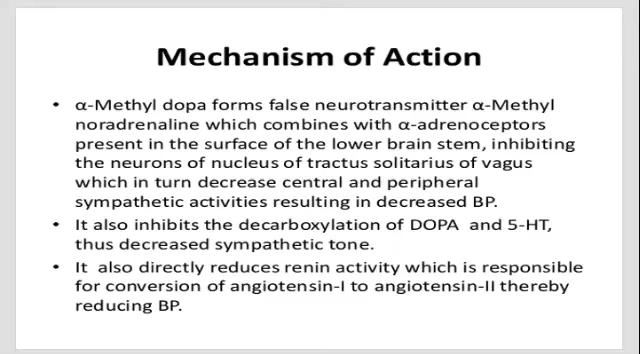 Mechanism of Action
• α-Methyl dopa forms false neurotransmitter α-Methyl
noradrenaline which combines with α-adrenoceptors
present in the surface of the lower brain stem, inhibiting
the neurons of nucleus of tractus solitarius of vagus
which in turn decrease central and peripheral
sympathetic activities resulting in decreased BP.
• It also inhibits the decarboxylation of DOPA and 5-HT,
thus decreased sympathetic tone.
• It also directly reduces renin activity which is responsible
for conversion of angiotensin-I to angiotensin-II thereby
reducing BP.